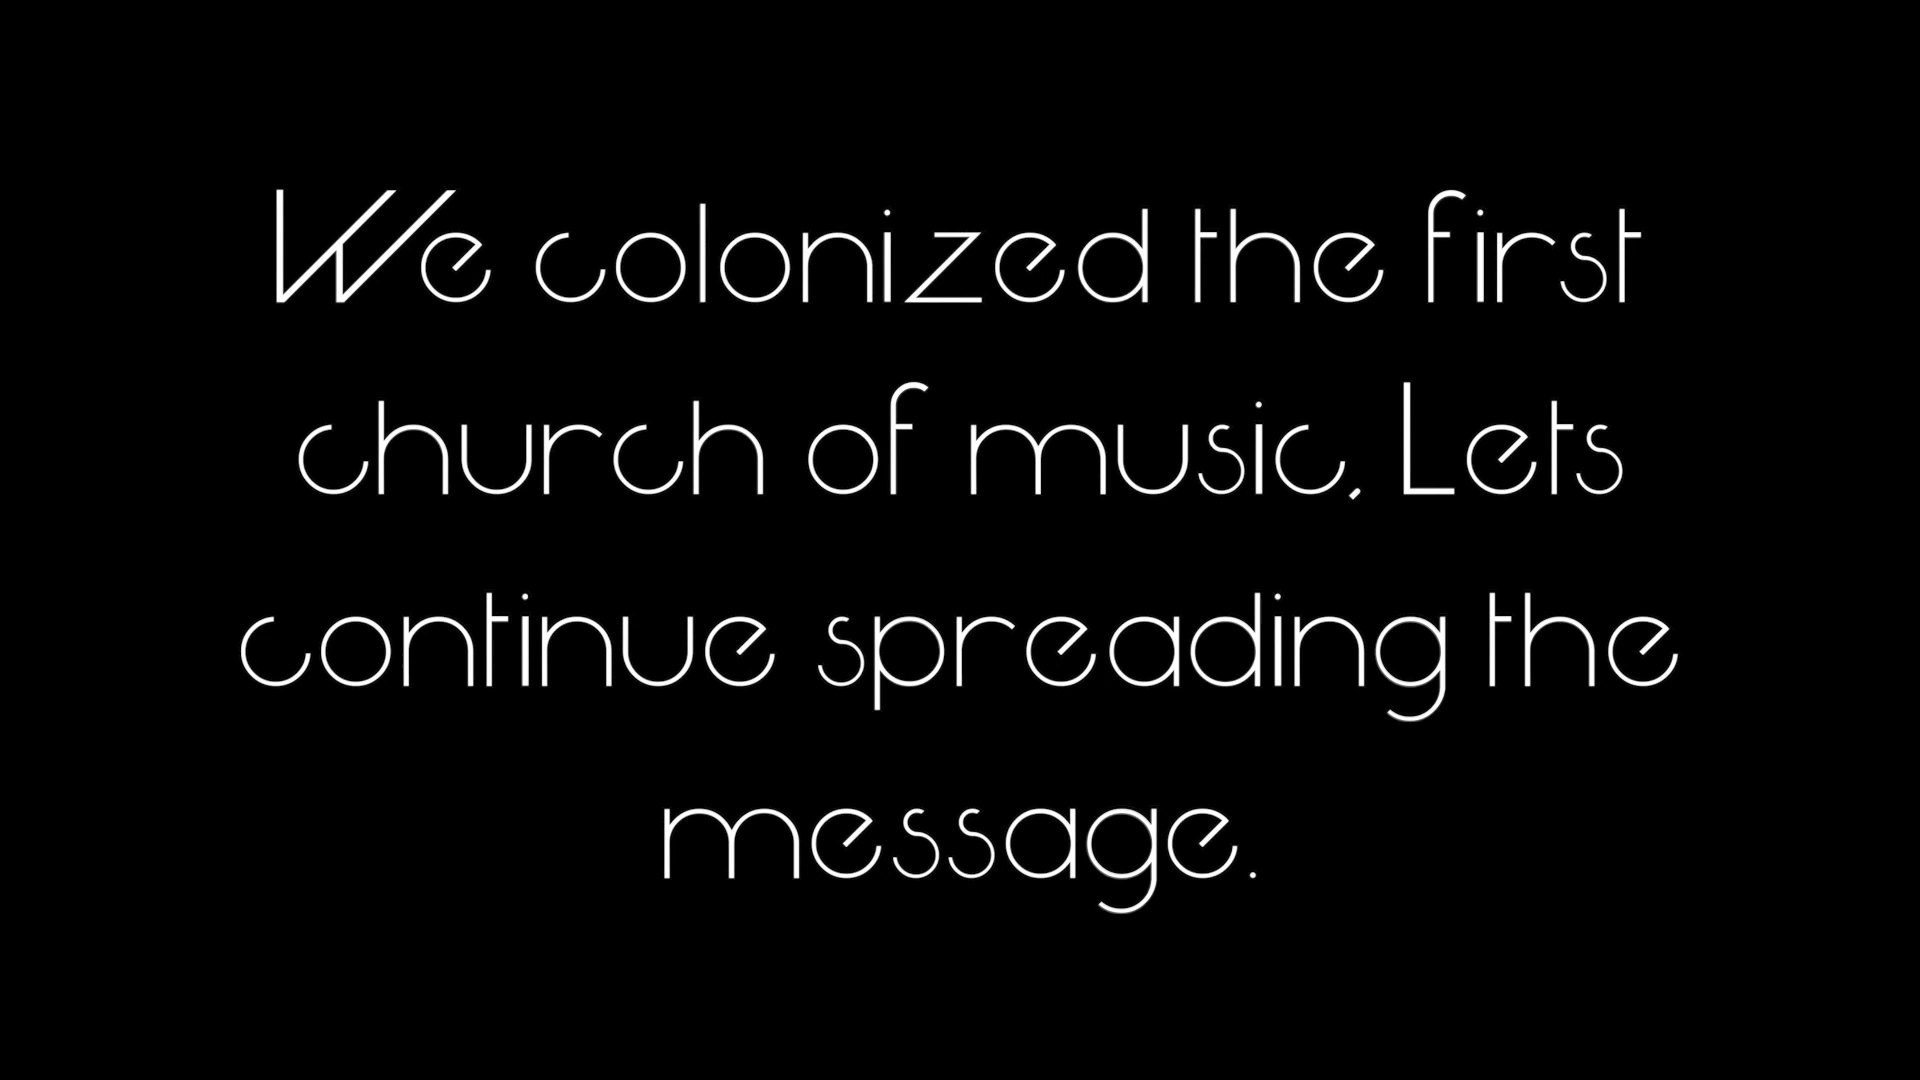 We colonized the first
church of music, Lets
continue spreading the
message.